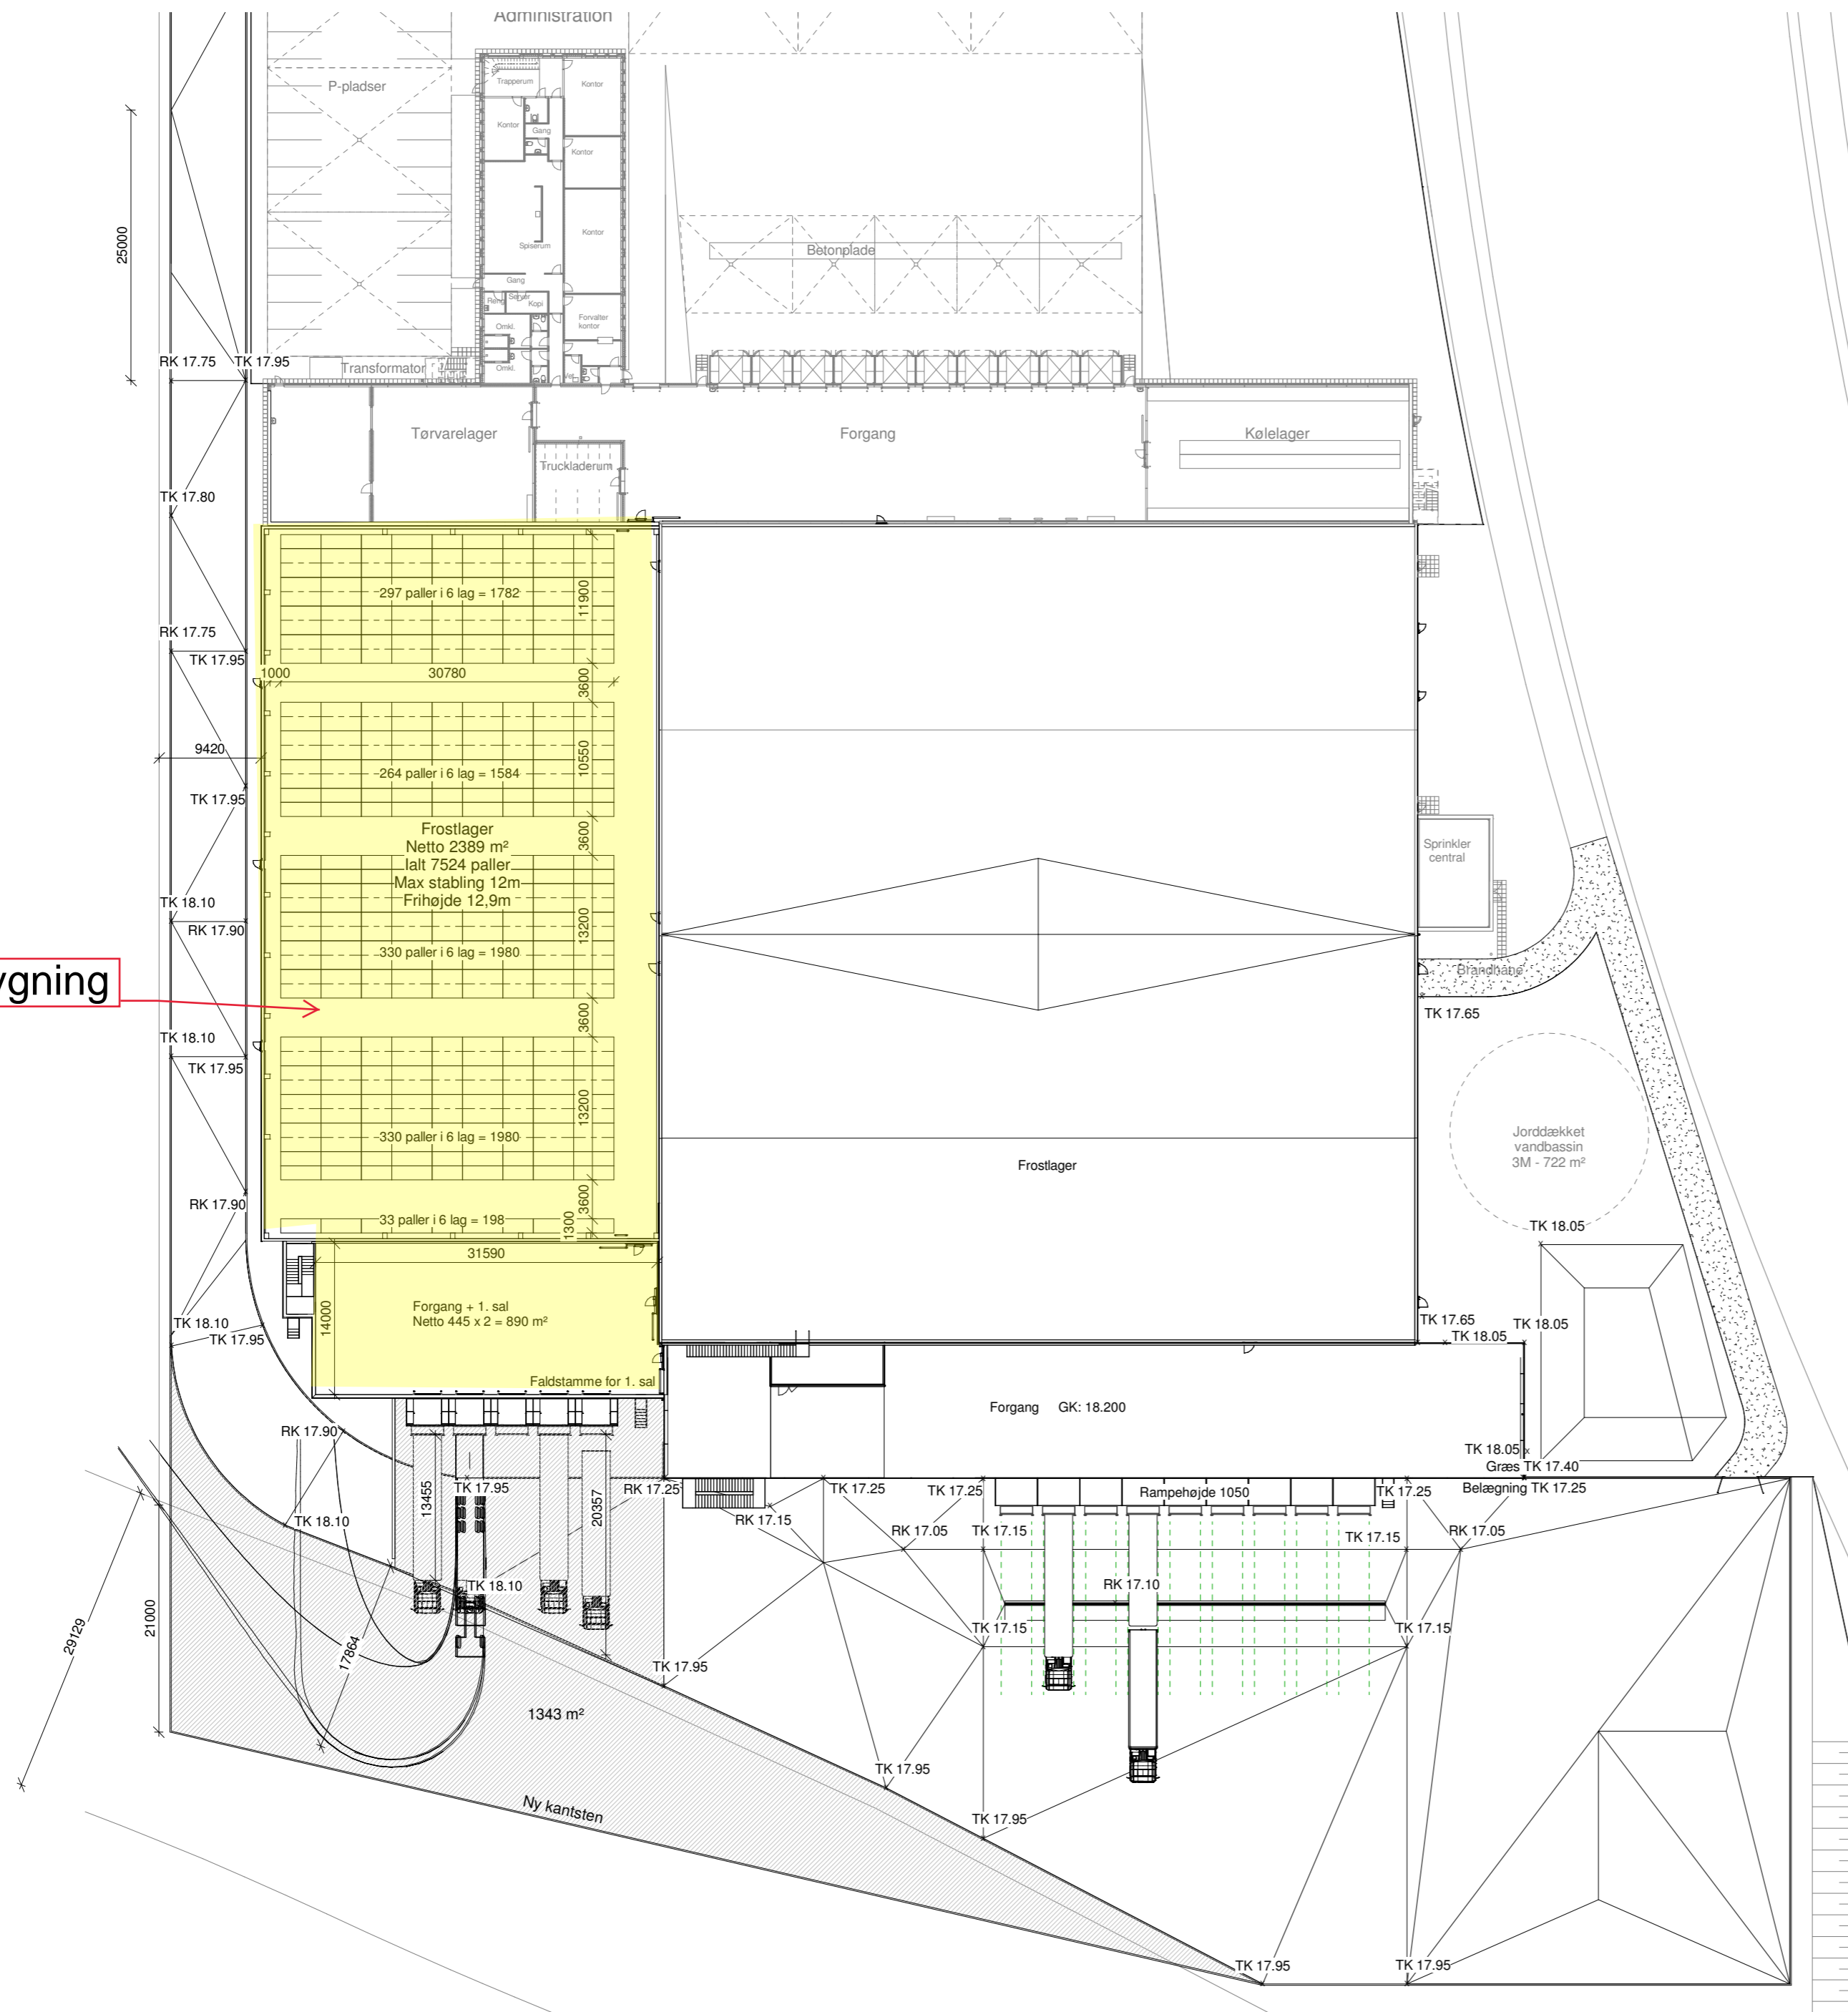 Administration
P-pladser
Trapperum
Kontor
Kontor
Gang
Kontor
Spiserum
Kontor
Betonplade
25000
Gang
Reng
Server
Kopi
Omkl.
Forvalter
kontor
RK 17.75
TK 17.95
Transformator
Omkl.
Tørvarelager
Forgang
Kølelager
Truckladerum
TK 17.80
297 paller i 6 lag = 1782
11900
RK 17.75
TK 17.95
1000
30780
3600
9420
264 paller i 6 lag = 1584
10550
TK 17.95
Frostlager
Netto 2389 m²
Ialt 7524 paller
Max stabling 12m
Frihøjde 12,9m
3600
Sprinkler
central
TK 18.10
RK 17.90
13200
330 paller i 6 lag = 1980
ygning
Brandbane
TK 17.65
3600
TK 18.10
TK 17.95
13200
330 paller i 6 lag = 1980
Jorddækket
vandbassin
3M - 722 m²
Frostlager
RK 17.90
3600
33 paller i 6 lag = 198
1300
TK 18.05
31590
14000
Forgang + 1. sal
Netto 445 x 2 = 890 m²
TK 18.10
TK 17.95
TK 17.65
TK 18.05
TK 18.05
Faldstamme for 1. sal
Forgang GK: 18.200
RK 17.90
TK 18.05
Græs TK 17.40
Belægning TK 17.25
13455
TK 17.95
20357
RK 17.25
TK 17.25
TK 17.25
Rampehøjde 1050
TK 17.25
TK 18.10
RK 17.15
RK 17.05
TK 17.15
TK 17.15
RK 17.05
TK 18.10
RK 17.10
29129
21000
17864
TK 17.15
TK 17.15
TK 17.95
1343 m²
TK 17.95
Ny kantsten
TK 17.95
TK 17.95
TK 17.95